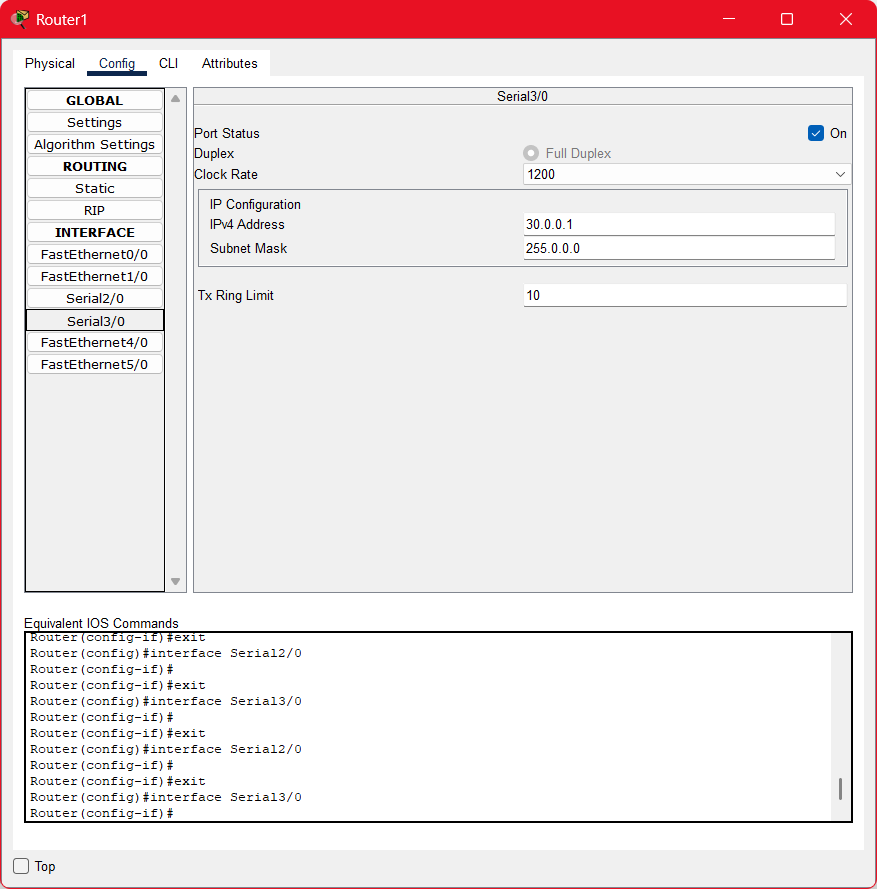 Router1
Physical Config CLI Attributes
GLOBAL
Settings
Algorithm Settings
ROUTING
Static
RIP
INTERFACE
FastEthernet0/0
FastEthernet1/0
Serial2/0
Serial3/0
FastEthernet4/0
FastEthernet5/0
Serial3/0
Port Status On
Duplex Full Duplex
Clock Rate 1200
IP Configuration
IPv4 Address 30.0.0.1
Subnet Mask 255.0.0.0
Tx Ring Limit 10
Equivalent IOS Commands
Router(config-if)#exit
Router(config)#interface Serial2/0
Router(config-if)#
Router(config-if)#exit
Router(config)#interface Serial3/0
Router(config-if)#
Router(config-if)#exit
Router(config)#interface Serial2/0
Router(config-if)#
Router(config-if)#exit
Router(config)#interface Serial3/0
Router(config-if)#
Top